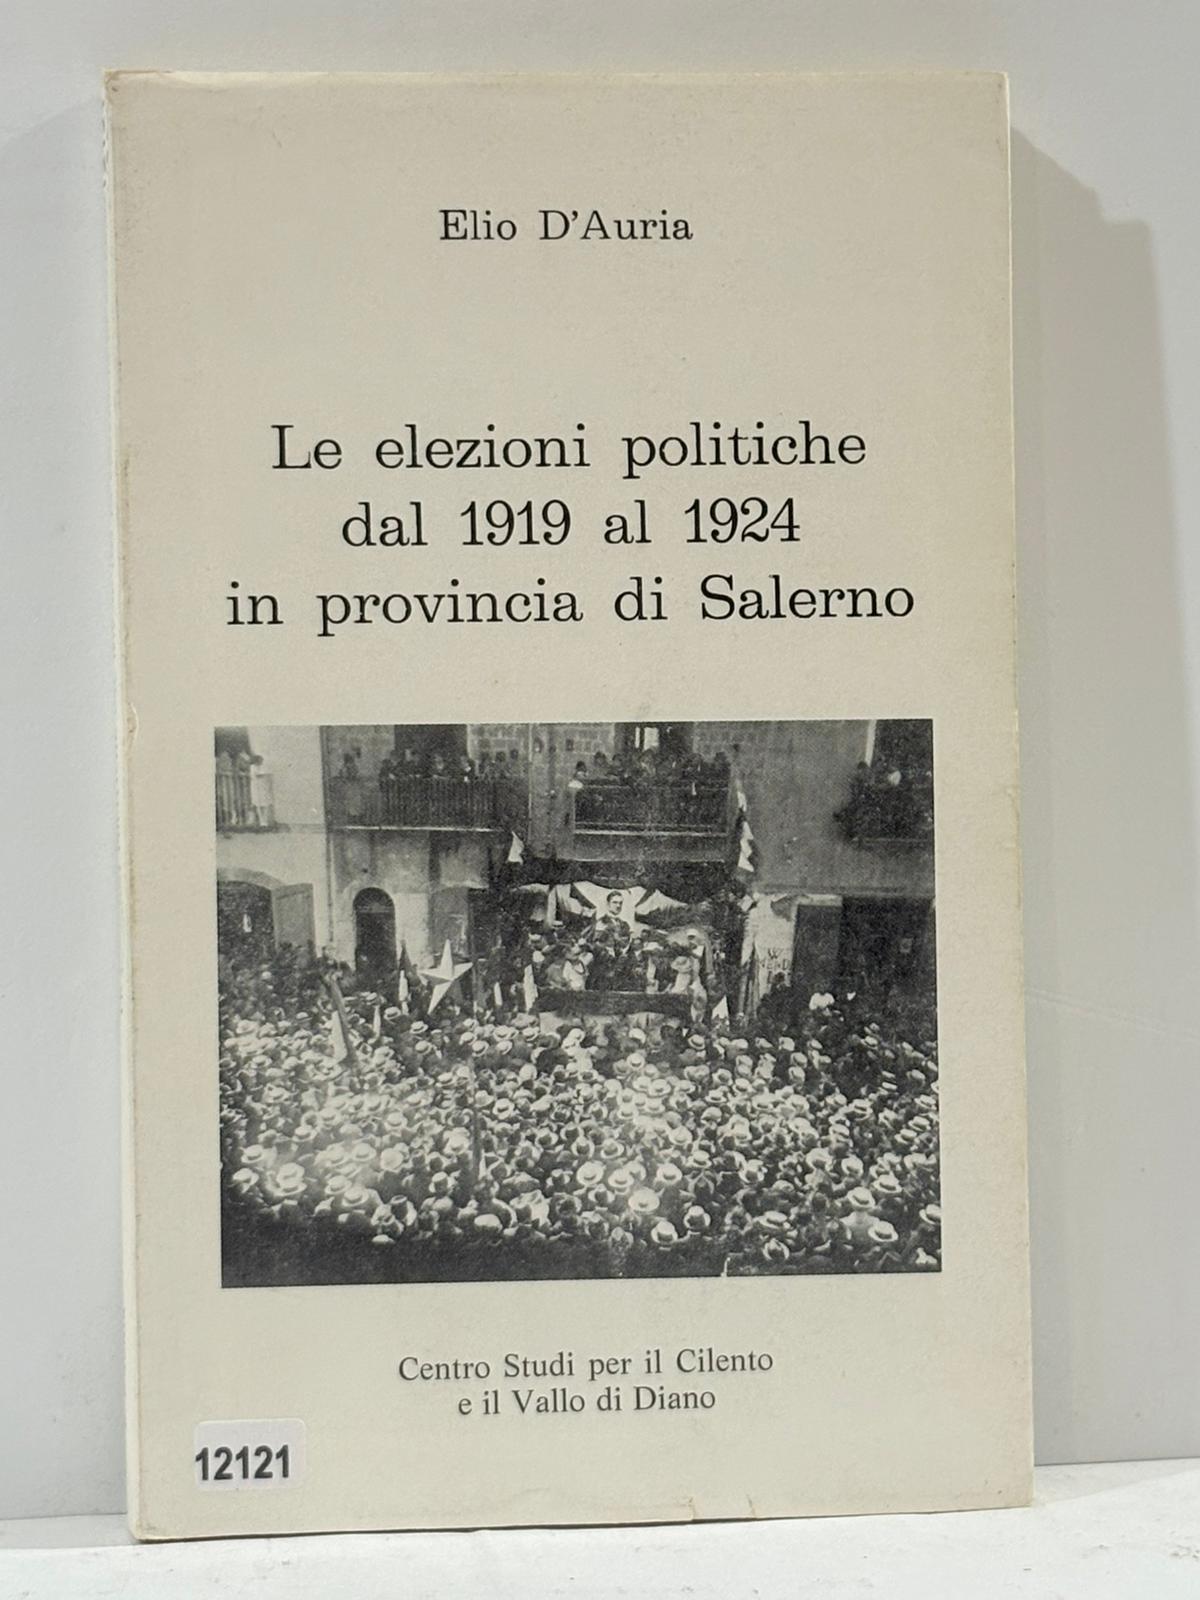 Elio D'Auria
Le elezioni politiche
dal 1919 al 1924
in provincia di Salerno
Centro Studi per il Cilento
e il Vallo di Diano
12121